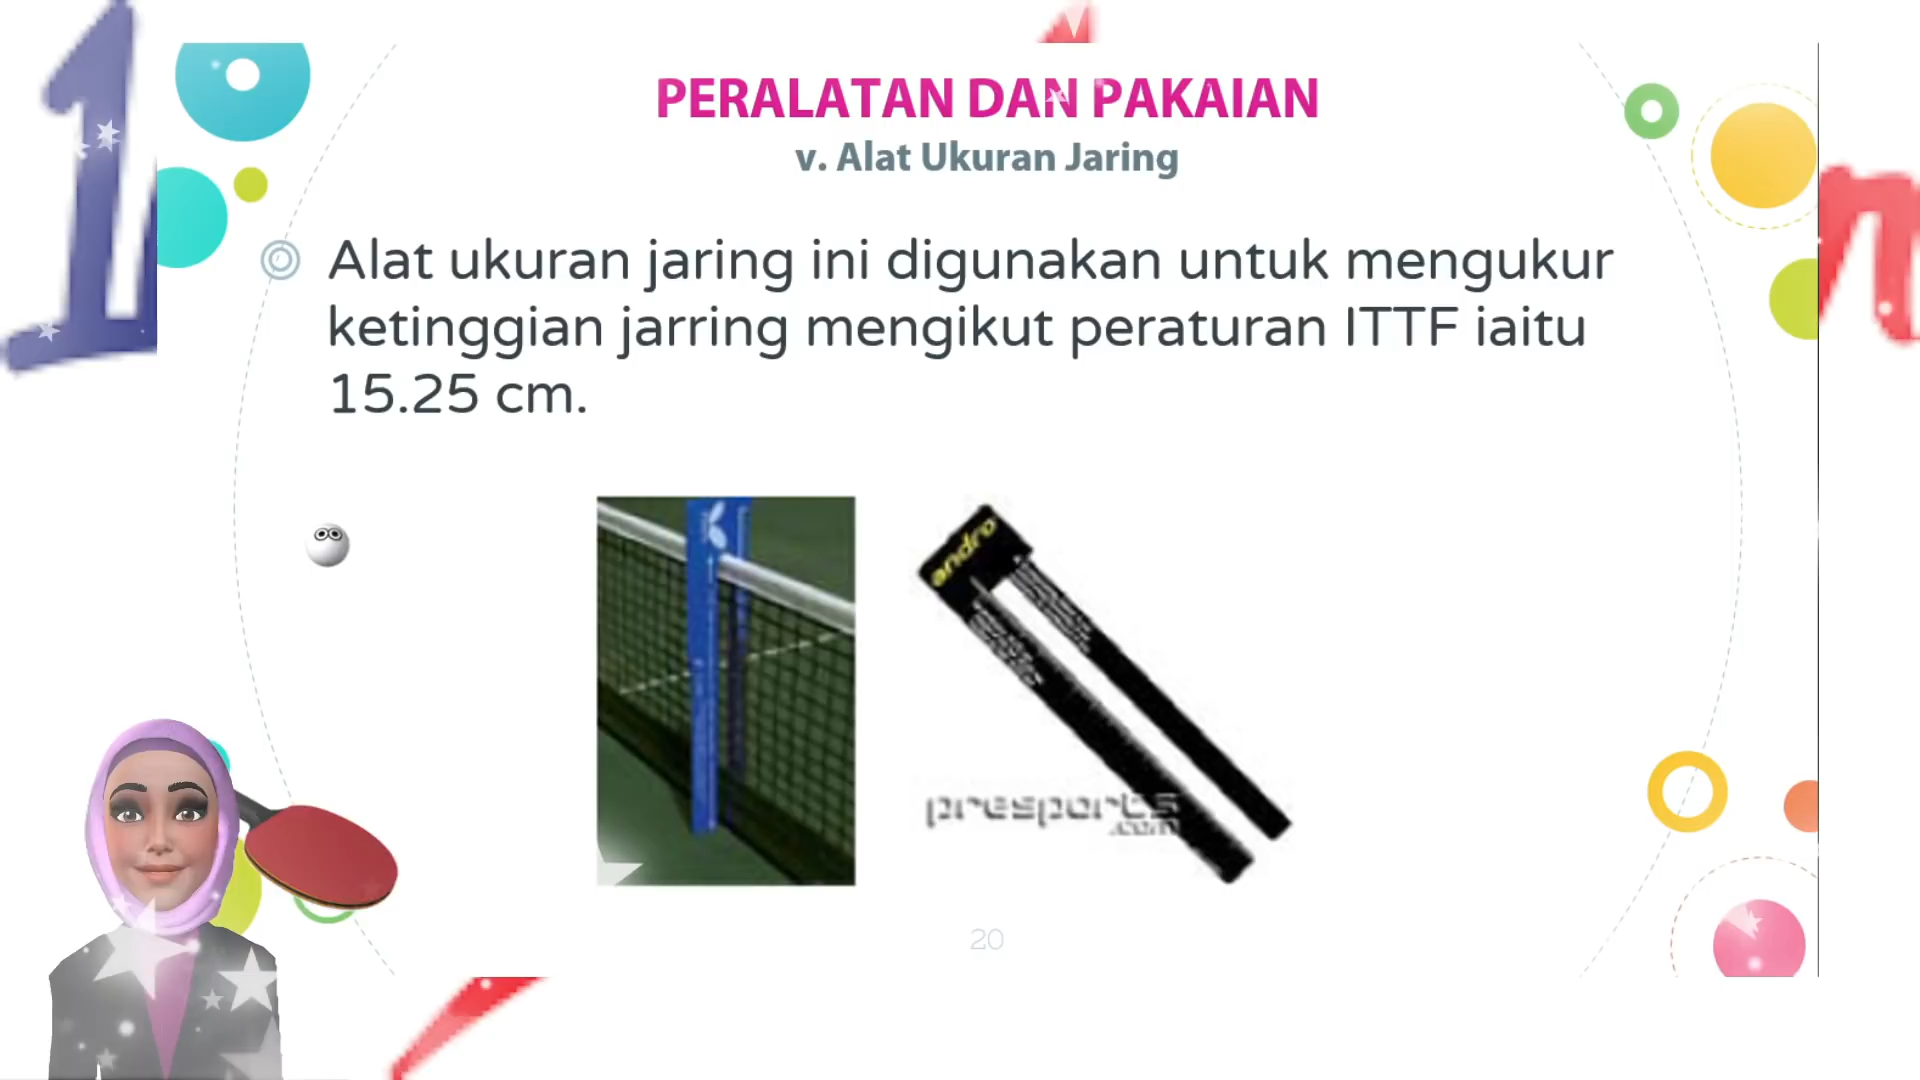 PERALATAN DAN PAKAIAN
v. Alat Ukuran Jaring
Alat ukuran jaring ini digunakan untuk mengukur
ketinggian jarring mengikut peraturan ITTF iaitu
15.25 cm.
andro
presports
.com
20